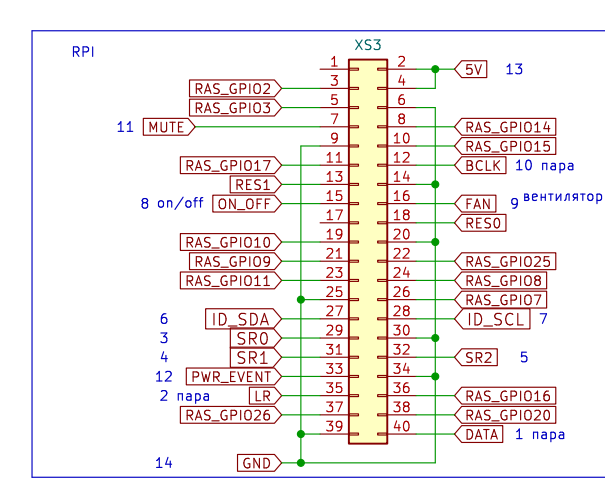 RPI
XS3
1 2 5V 13
RAS_GPIO2 3 4
RAS_GPIO3 5 6
11 MUTE 7 8 RAS_GPIO14
9 10 RAS_GPIO15
RAS_GPIO17 11 12 BCLK 10 пара
RES1 13 14
8 on/off ON_OFF 15 16 FAN 9 вентилятор
17 18 RES0
RAS_GPIO10 19 20
RAS_GPIO9 21 22 RAS_GPIO25
RAS_GPIO11 23 24 RAS_GPIO8
25 26 RAS_GPIO7
6 ID_SDA 27 28 ID_SCL 7
3 SR0 29 30
4 SR1 31 32 SR2 5
12 PWR_EVENT 33 34
2 пара LR 35 36 RAS_GPIO16
RAS_GPIO26 37 38 RAS_GPIO20
39 40 DATA 1 пара
14 GND